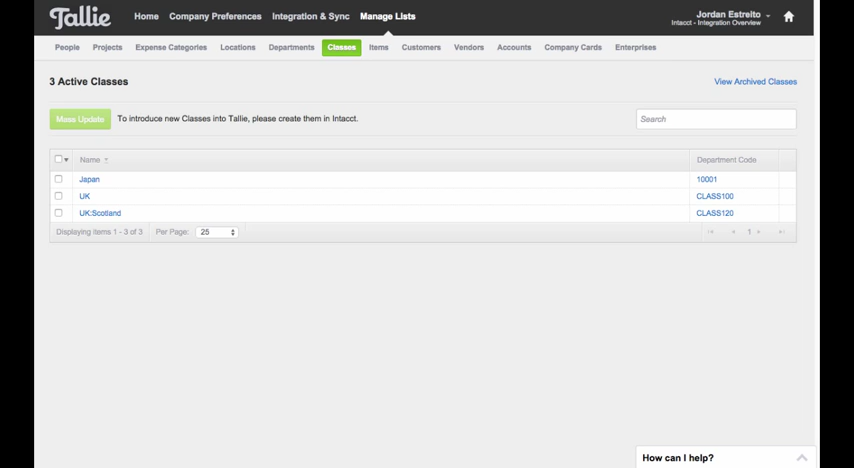 Tallie Home Company Preferences Integration & Sync Manage Lists Jordan Estreito
Intacct - Integration Overview
People Projects Expense Categories Locations Departments Classes Items Customers Vendors Accounts Company Cards Enterprises
3 Active Classes View Archived Classes
Mass Update To introduce new Classes into Tallie, please create them in Intacct. Search
Name Department Code
Japan 10001
UK CLASS100
UK:Scotland CLASS120
Displaying items 1 - 3 of 3 Per Page: 25 1
How can I help?